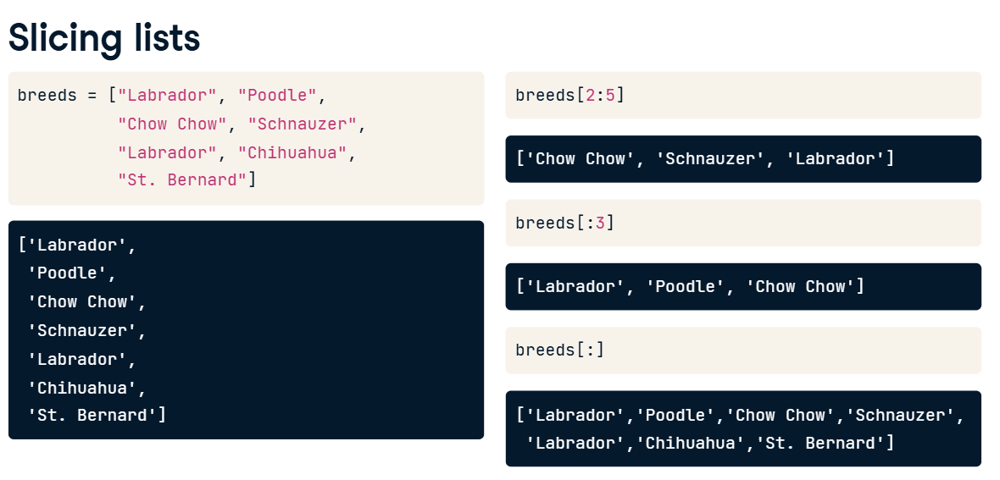 Slicing lists
breeds = ["Labrador", "Poodle",
          "Chow Chow", "Schnauzer",
          "Labrador", "Chihuahua",
          "St. Bernard"]
['Labrador',
 'Poodle',
 'Chow Chow',
 'Schnauzer',
 'Labrador',
 'Chihuahua',
 'St. Bernard']
breeds[2:5]
['Chow Chow', 'Schnauzer', 'Labrador']
breeds[:3]
['Labrador', 'Poodle', 'Chow Chow']
breeds[:]
['Labrador','Poodle','Chow Chow','Schnauzer',
 'Labrador','Chihuahua','St. Bernard']